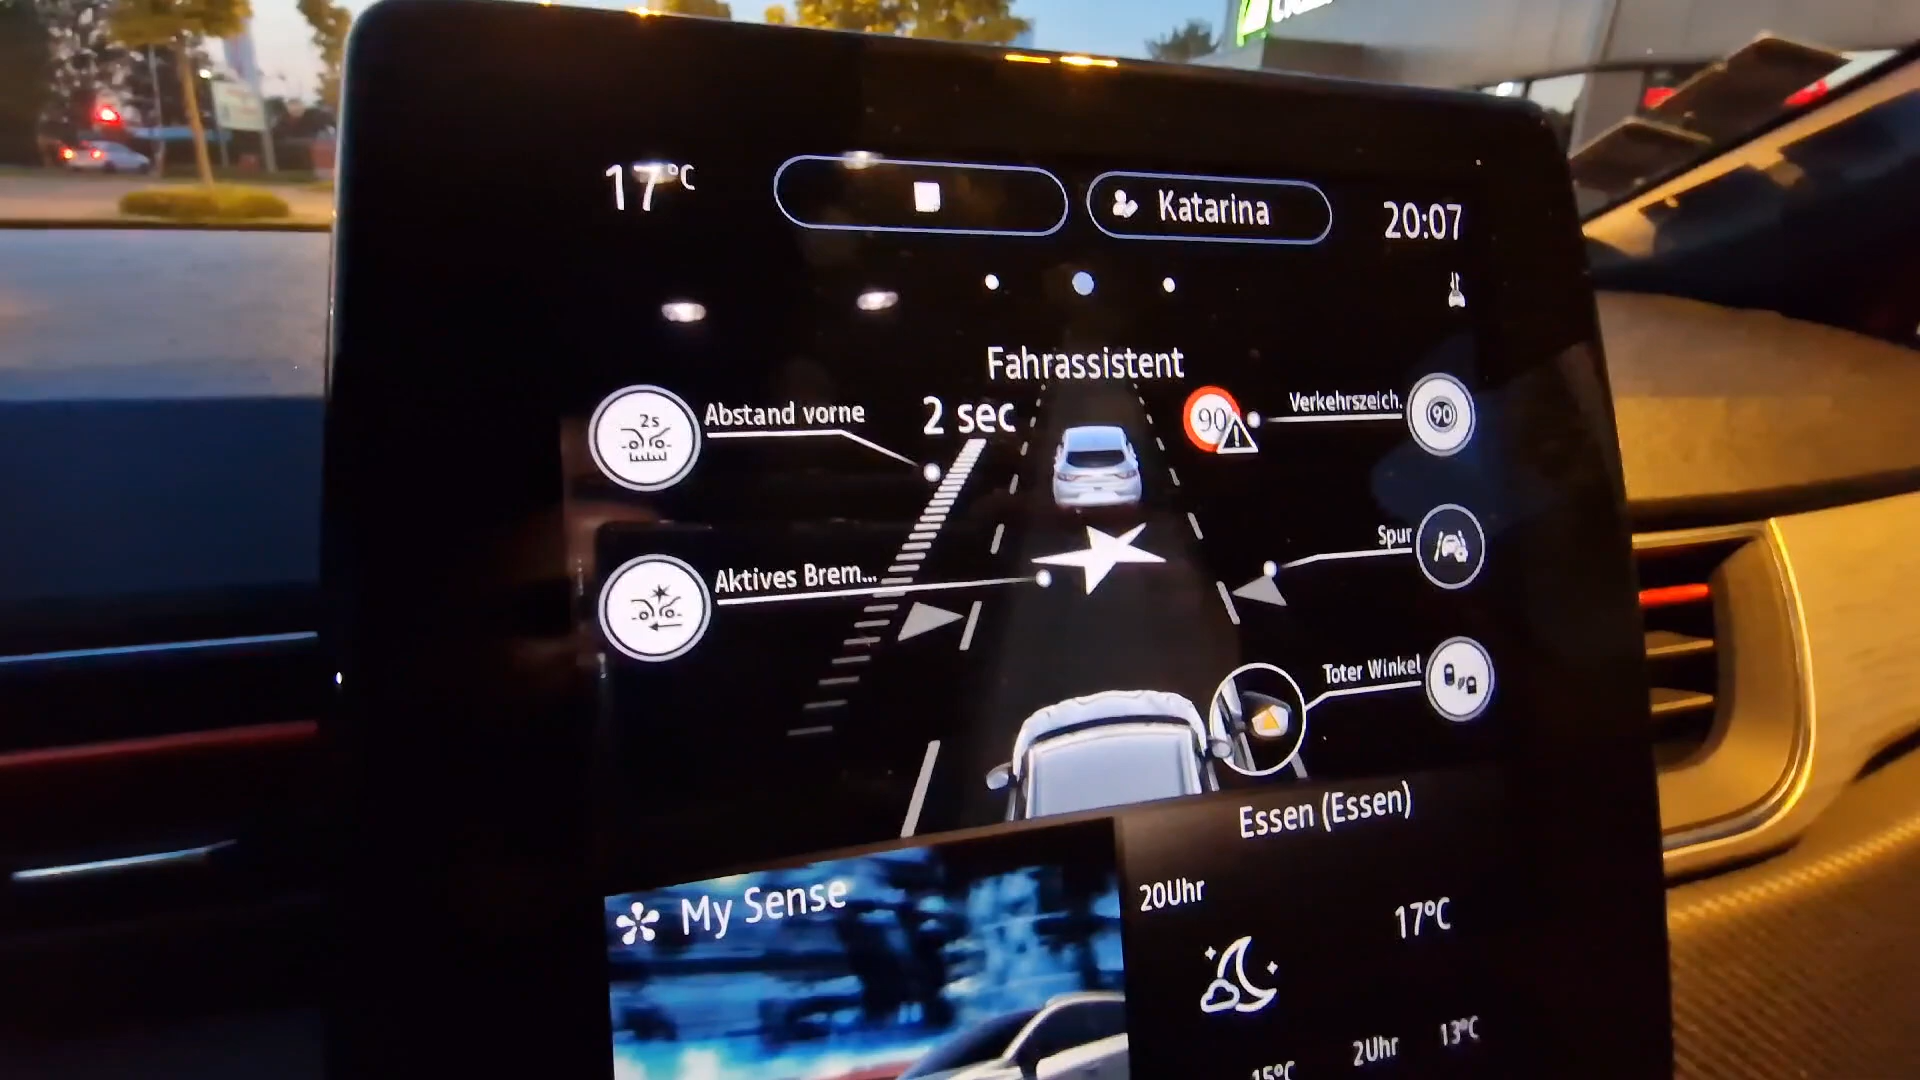 17°C
Katarina
20:07
Fahrassistent
Abstand vorne
2 sec
90
Verkehrszeich.
90
2s
Aktives Brem...
Spur
Toter Winkel
Essen (Essen)
My Sense
20Uhr
17°C
2Uhr
13°C
15°C